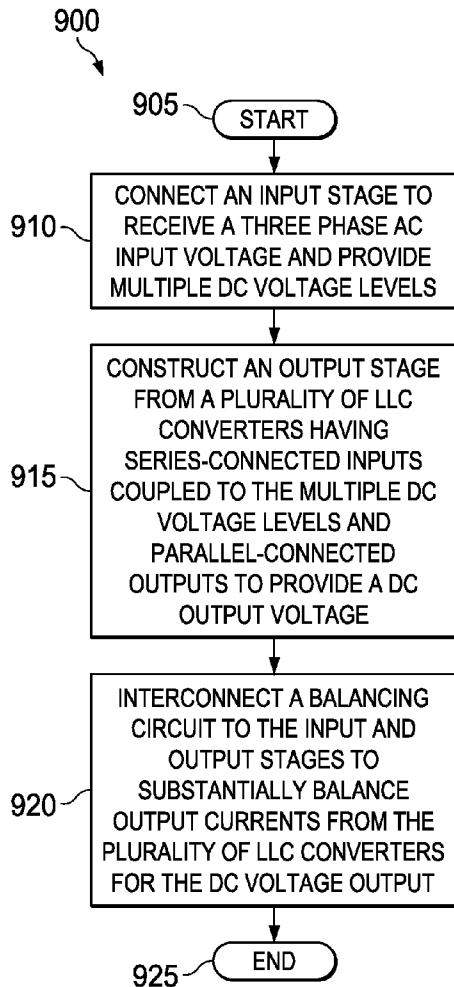 900
905
START
910
CONNECT AN INPUT STAGE TO
RECEIVE A THREE PHASE AC
INPUT VOLTAGE AND PROVIDE
MULTIPLE DC VOLTAGE LEVELS
915
CONSTRUCT AN OUTPUT STAGE
FROM A PLURALITY OF LLC
CONVERTERS HAVING
SERIES-CONNECTED INPUTS
COUPLED TO THE MULTIPLE DC
VOLTAGE LEVELS AND
PARALLEL-CONNECTED
OUTPUTS TO PROVIDE A DC
OUTPUT VOLTAGE
920
INTERCONNECT A BALANCING
CIRCUIT TO THE INPUT AND
OUTPUT STAGES TO
SUBSTANTIALLY BALANCE
OUTPUT CURRENTS FROM THE
PLURALITY OF LLC CONVERTERS
FOR THE DC VOLTAGE OUTPUT
925
END